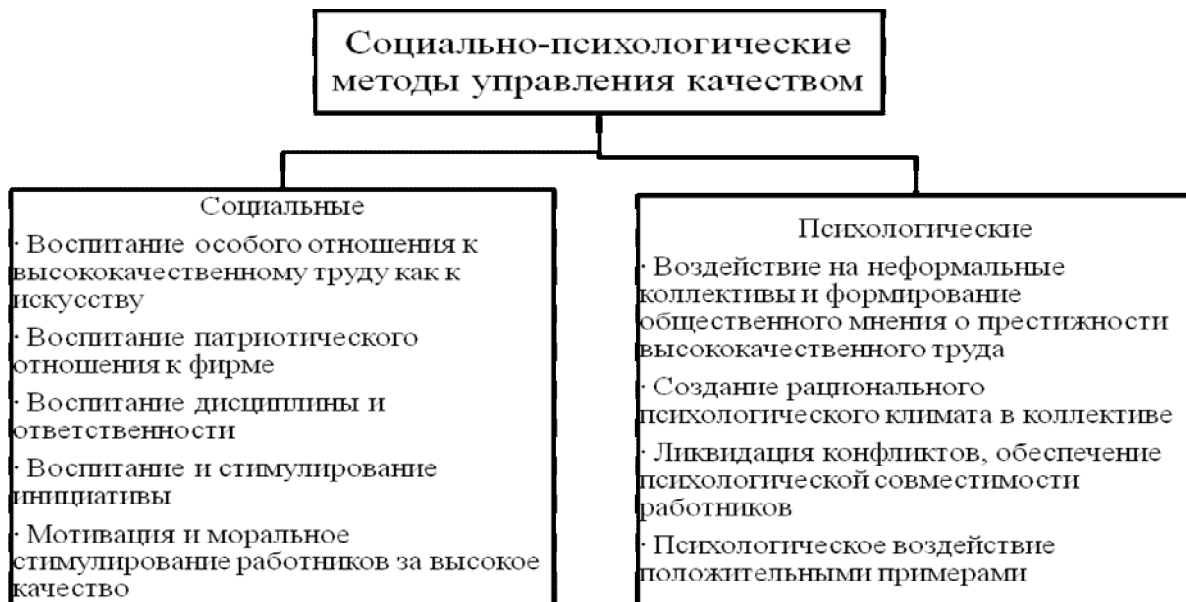 Социально-психологические
методы управления качеством
Социальные
· Воспитание особого отношения к
высококачественному труду как к
искусству
· Воспитание патриотического
отношения к фирме
· Воспитание дисциплины и
ответственности
· Воспитание и стимулирование
инициативы
· Мотивация и моральное
стимулирование работников за высокое
качество
Психологические
· Воздействие на неформальные
коллективы и формирование
общественного мнения о престижности
высококачественного труда
· Создание рационального
психологического климата в коллективе
· Ликвидация конфликтов, обеспечение
психологической совместимости
работников
· Психологическое воздействие
положительными примерами